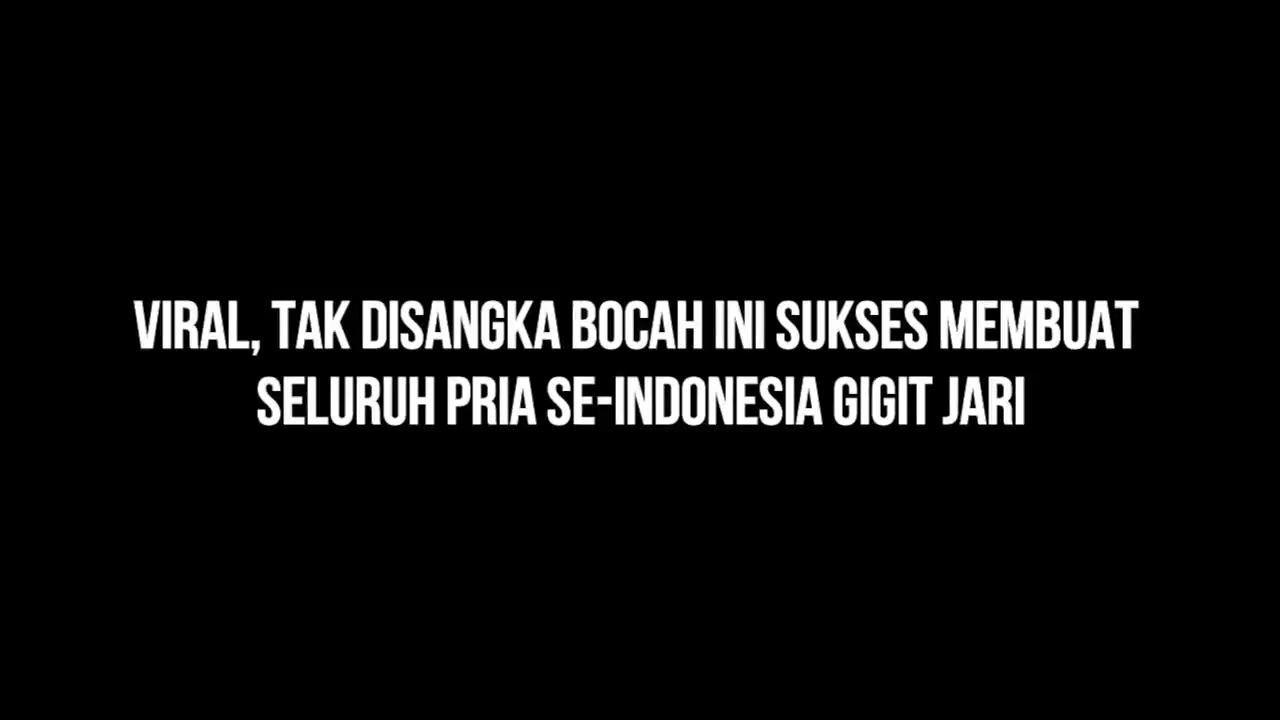 VIRAL, TAK DISANGKA BOCAH INI SUKSES MEMBUAT
SELURUH PRIA SE-INDONESIA GIGIT JARI